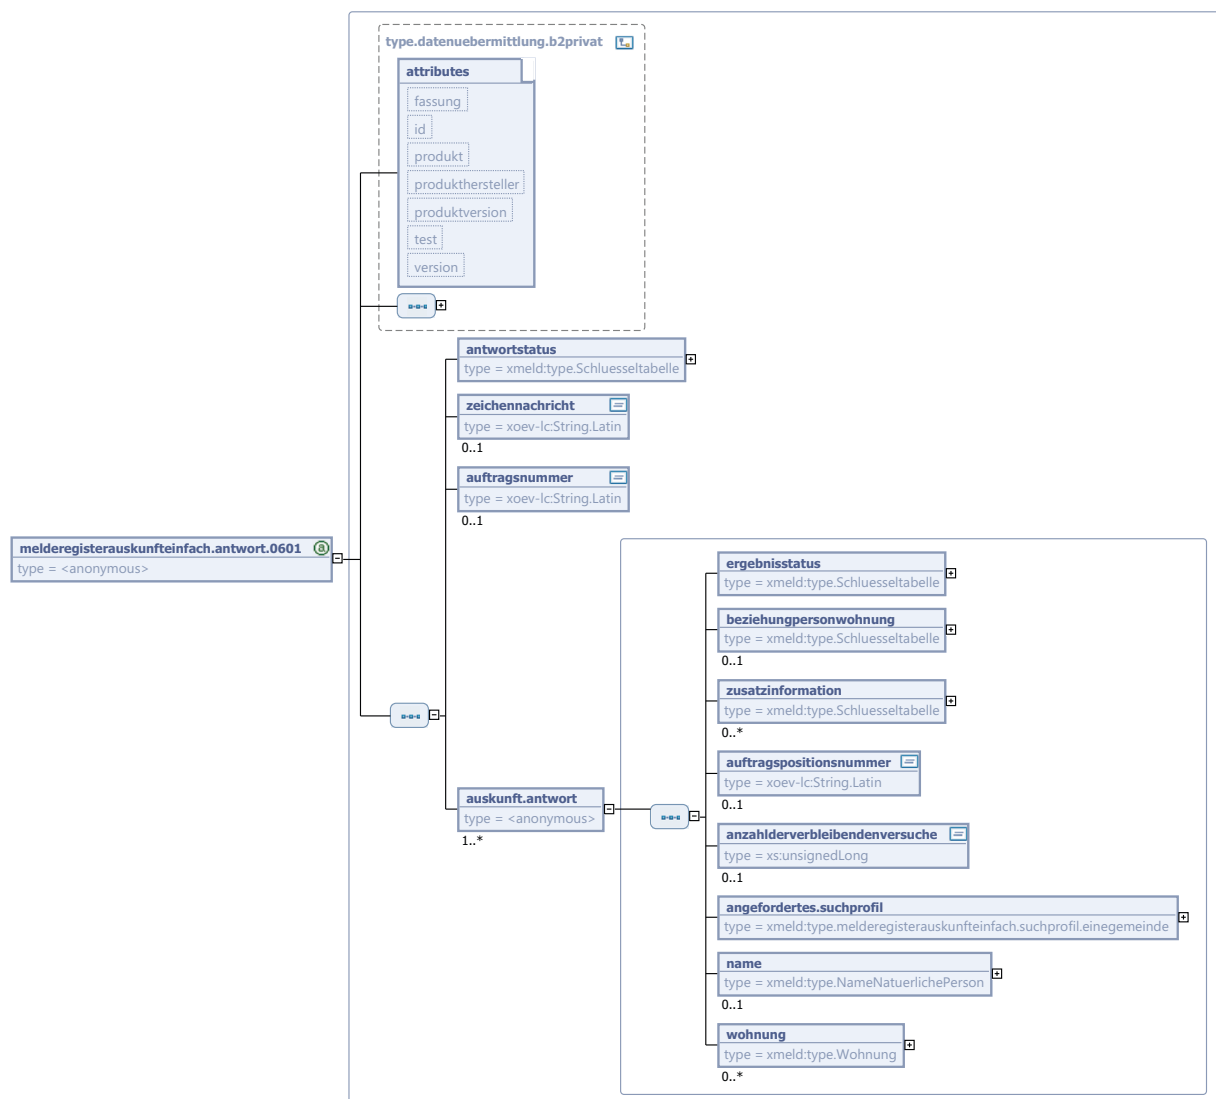 type.datenuebermittlung.b2privat
attributes
fassung
id
produkt
produkthersteller
produktversion
test
version
antwortstatus
type = xmeld:type.Schluesseltabelle
zeichennachricht
type = xoev-lc:String.Latin
0..1
auftragsnummer
type = xoev-lc:String.Latin
0..1
melderegisterauskunfteinfach.antwort.0601 a
type = <anonymous>
auskunft.antwort
type = <anonymous>
1..*
ergebnisstatus
type = xmeld:type.Schluesseltabelle
beziehungpersonwohnung
type = xmeld:type.Schluesseltabelle
0..1
zusatzinformation
type = xmeld:type.Schluesseltabelle
0..*
auftragspositionsnummer
type = xoev-lc:String.Latin
0..1
anzahlderverbleibendenversuche
type = xs:unsignedLong
0..1
angefordertes.suchprofil
type = xmeld:type.melderegisterauskunfteinfach.suchprofil.einegemeinde
name
type = xmeld:type.NameNatuerlichePerson
0..1
wohnung
type = xmeld:type.Wohnung
0..*